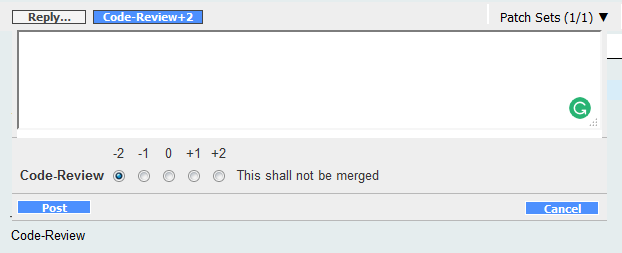 Reply... Code-Review+2 Patch Sets (1/1) ▼
-2 -1 0 +1 +2
Code-Review This shall not be merged
Post Cancel
Code-Review